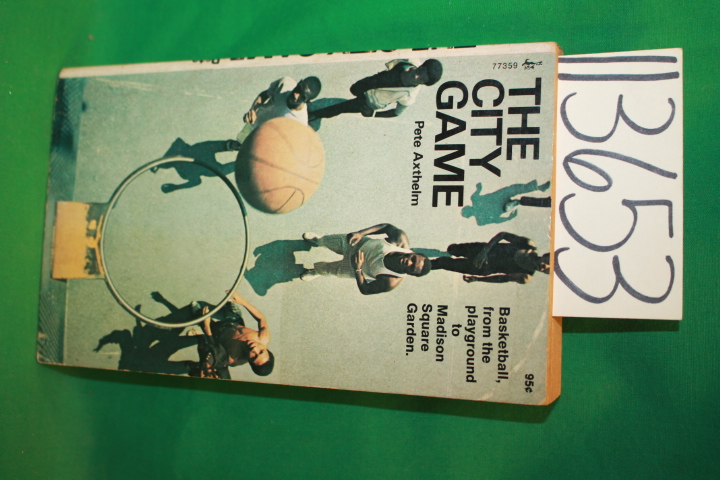 77359
THE
CITY
GAME
Pete Axthelm
Basketball,
from the
playground
to
Madison
Square
Garden.
95¢
113653